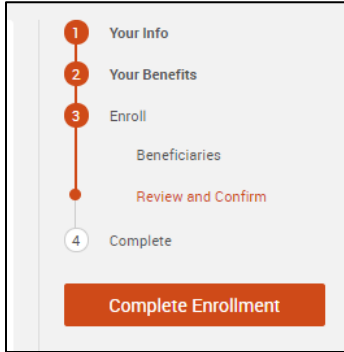 1 Your Info
2 Your Benefits
3 Enroll
Beneficiaries
Review and Confirm
4 Complete
Complete Enrollment